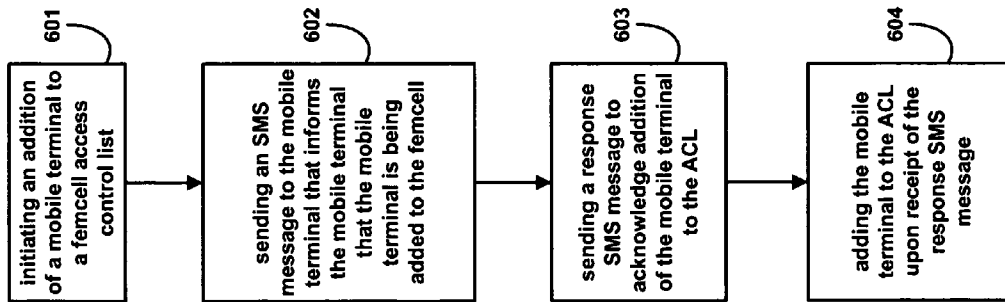 601
initiating an addition
of a mobile terminal to
a femcell access
control list
602
sending an SMS
message to the mobile
terminal that informs
the mobile terminal
that the mobile
terminal is being
added to the femcell
603
sending a response
SMS message to
acknowledge addition
of the mobile terminal
to the ACL
604
adding the mobile
terminal to the ACL
upon receipt of the
response SMS
message